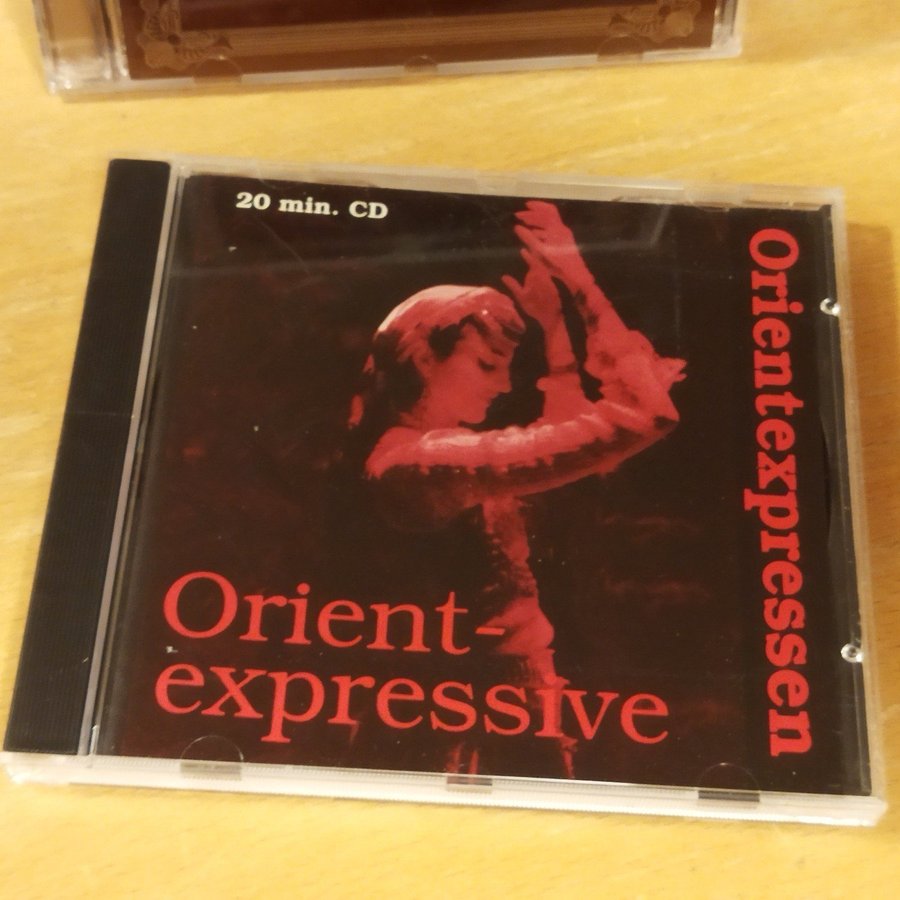 20 min. CD
Orient-
expressive
Orientexpressen